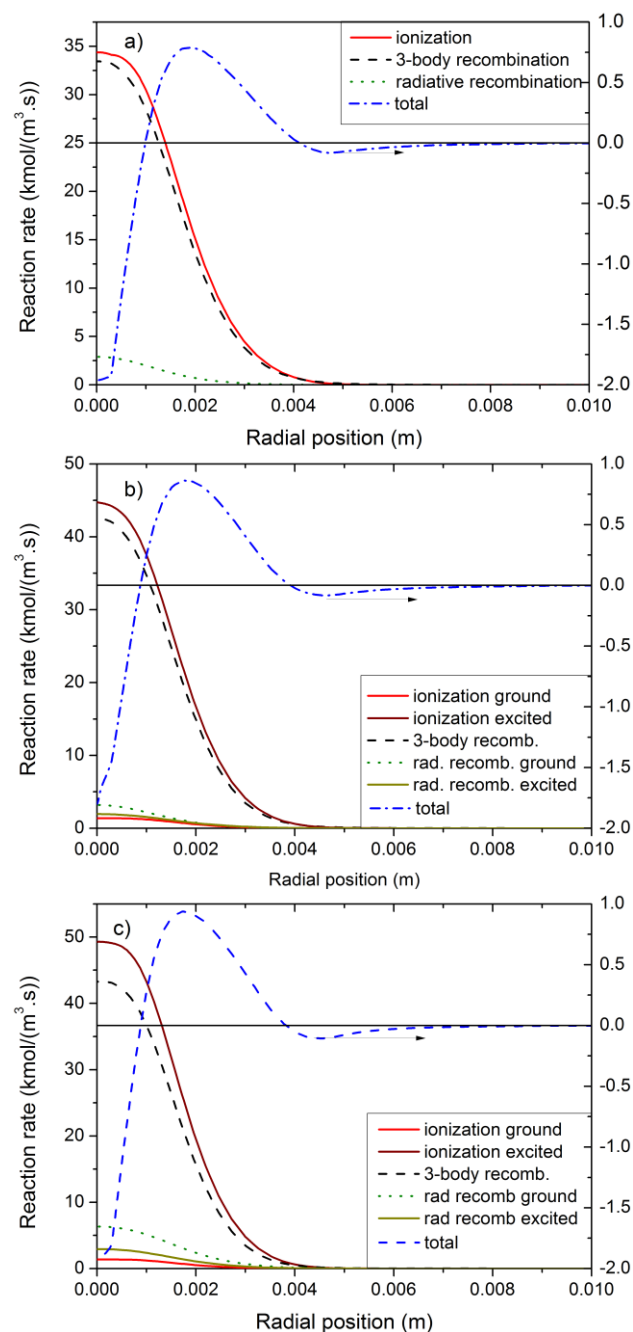 a)
ionization
3-body recombination
radiative recombination
total
Reaction rate (kmol/(m³.s))
35
30
25
20
15
10
5
0
1.0
0.5
0.0
-0.5
-1.0
-1.5
-2.0
0.000 0.002 0.004 0.006 0.008 0.010
Radial position (m)
b)
ionization ground
ionization excited
3-body recomb.
rad. recomb. ground
rad. recomb. excited
total
Reaction rate (kmol/(m³.s))
50
40
30
20
10
0
1.0
0.5
0.0
-0.5
-1.0
-1.5
-2.0
0.000 0.002 0.004 0.006 0.008 0.010
Radial position (m)
c)
ionization ground
ionization excited
3-body recomb.
rad recomb ground
rad recomb excited
total
Reaction rate (kmol/(m³.s))
50
40
30
20
10
0
1.0
0.5
0.0
-0.5
-1.0
-1.5
-2.0
0.000 0.002 0.004 0.006 0.008 0.010
Radial position (m)